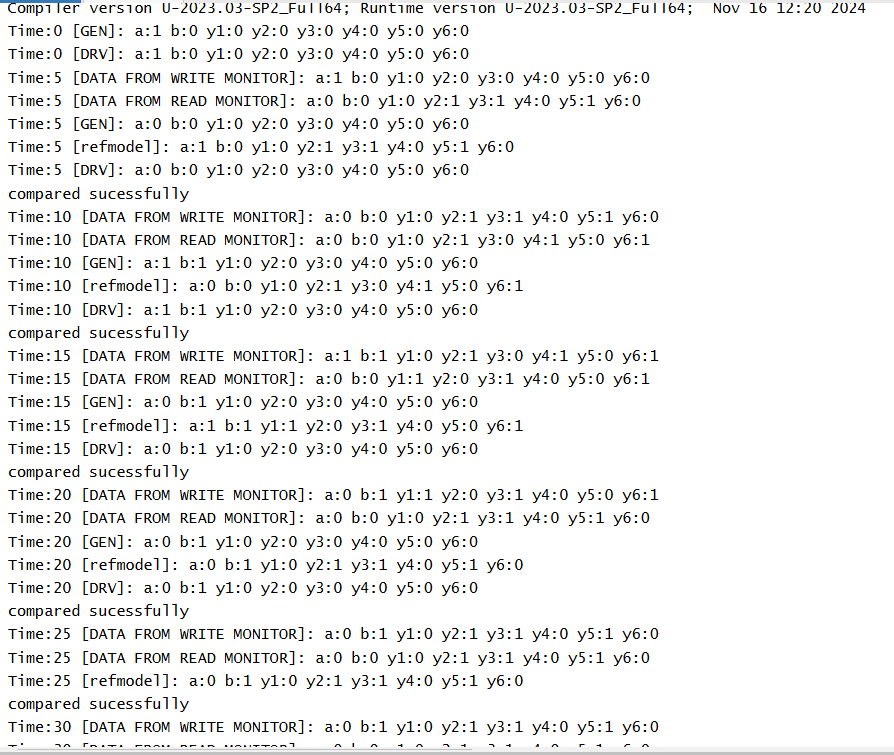 Compiler version U-2023.03-SP2_Full64; Runtime version U-2023.03-SP2_Full64;  Nov 16 12:20 2024
Time:0 [GEN]: a:1 b:0 y1:0 y2:0 y3:0 y4:0 y5:0 y6:0
Time:0 [DRV]: a:1 b:0 y1:0 y2:0 y3:0 y4:0 y5:0 y6:0
Time:5 [DATA FROM WRITE MONITOR]: a:1 b:0 y1:0 y2:0 y3:0 y4:0 y5:0 y6:0
Time:5 [DATA FROM READ MONITOR]: a:0 b:0 y1:0 y2:1 y3:1 y4:0 y5:1 y6:0
Time:5 [GEN]: a:0 b:0 y1:0 y2:0 y3:0 y4:0 y5:0 y6:0
Time:5 [refmodel]: a:1 b:0 y1:0 y2:1 y3:1 y4:0 y5:1 y6:0
Time:5 [DRV]: a:0 b:0 y1:0 y2:0 y3:0 y4:0 y5:0 y6:0
compared sucessfully
Time:10 [DATA FROM WRITE MONITOR]: a:0 b:0 y1:0 y2:1 y3:1 y4:0 y5:1 y6:0
Time:10 [DATA FROM READ MONITOR]: a:0 b:0 y1:0 y2:1 y3:0 y4:1 y5:0 y6:1
Time:10 [GEN]: a:1 b:1 y1:0 y2:0 y3:0 y4:0 y5:0 y6:0
Time:10 [refmodel]: a:0 b:0 y1:0 y2:1 y3:0 y4:1 y5:0 y6:1
Time:10 [DRV]: a:1 b:1 y1:0 y2:0 y3:0 y4:0 y5:0 y6:0
compared sucessfully
Time:15 [DATA FROM WRITE MONITOR]: a:1 b:1 y1:0 y2:1 y3:0 y4:1 y5:0 y6:1
Time:15 [DATA FROM READ MONITOR]: a:0 b:0 y1:1 y2:0 y3:1 y4:0 y5:0 y6:1
Time:15 [GEN]: a:0 b:1 y1:0 y2:0 y3:0 y4:0 y5:0 y6:0
Time:15 [refmodel]: a:1 b:1 y1:1 y2:0 y3:1 y4:0 y5:0 y6:1
Time:15 [DRV]: a:0 b:1 y1:0 y2:0 y3:0 y4:0 y5:0 y6:0
compared sucessfully
Time:20 [DATA FROM WRITE MONITOR]: a:0 b:1 y1:1 y2:0 y3:1 y4:0 y5:0 y6:1
Time:20 [DATA FROM READ MONITOR]: a:0 b:0 y1:0 y2:1 y3:1 y4:0 y5:1 y6:0
Time:20 [GEN]: a:0 b:1 y1:0 y2:0 y3:0 y4:0 y5:0 y6:0
Time:20 [refmodel]: a:0 b:1 y1:0 y2:1 y3:1 y4:0 y5:1 y6:0
Time:20 [DRV]: a:0 b:1 y1:0 y2:0 y3:0 y4:0 y5:0 y6:0
compared sucessfully
Time:25 [DATA FROM WRITE MONITOR]: a:0 b:1 y1:0 y2:1 y3:1 y4:0 y5:1 y6:0
Time:25 [DATA FROM READ MONITOR]: a:0 b:0 y1:0 y2:1 y3:1 y4:0 y5:1 y6:0
Time:25 [refmodel]: a:0 b:1 y1:0 y2:1 y3:1 y4:0 y5:1 y6:0
compared sucessfully
Time:30 [DATA FROM WRITE MONITOR]: a:0 b:1 y1:0 y2:1 y3:1 y4:0 y5:1 y6:0